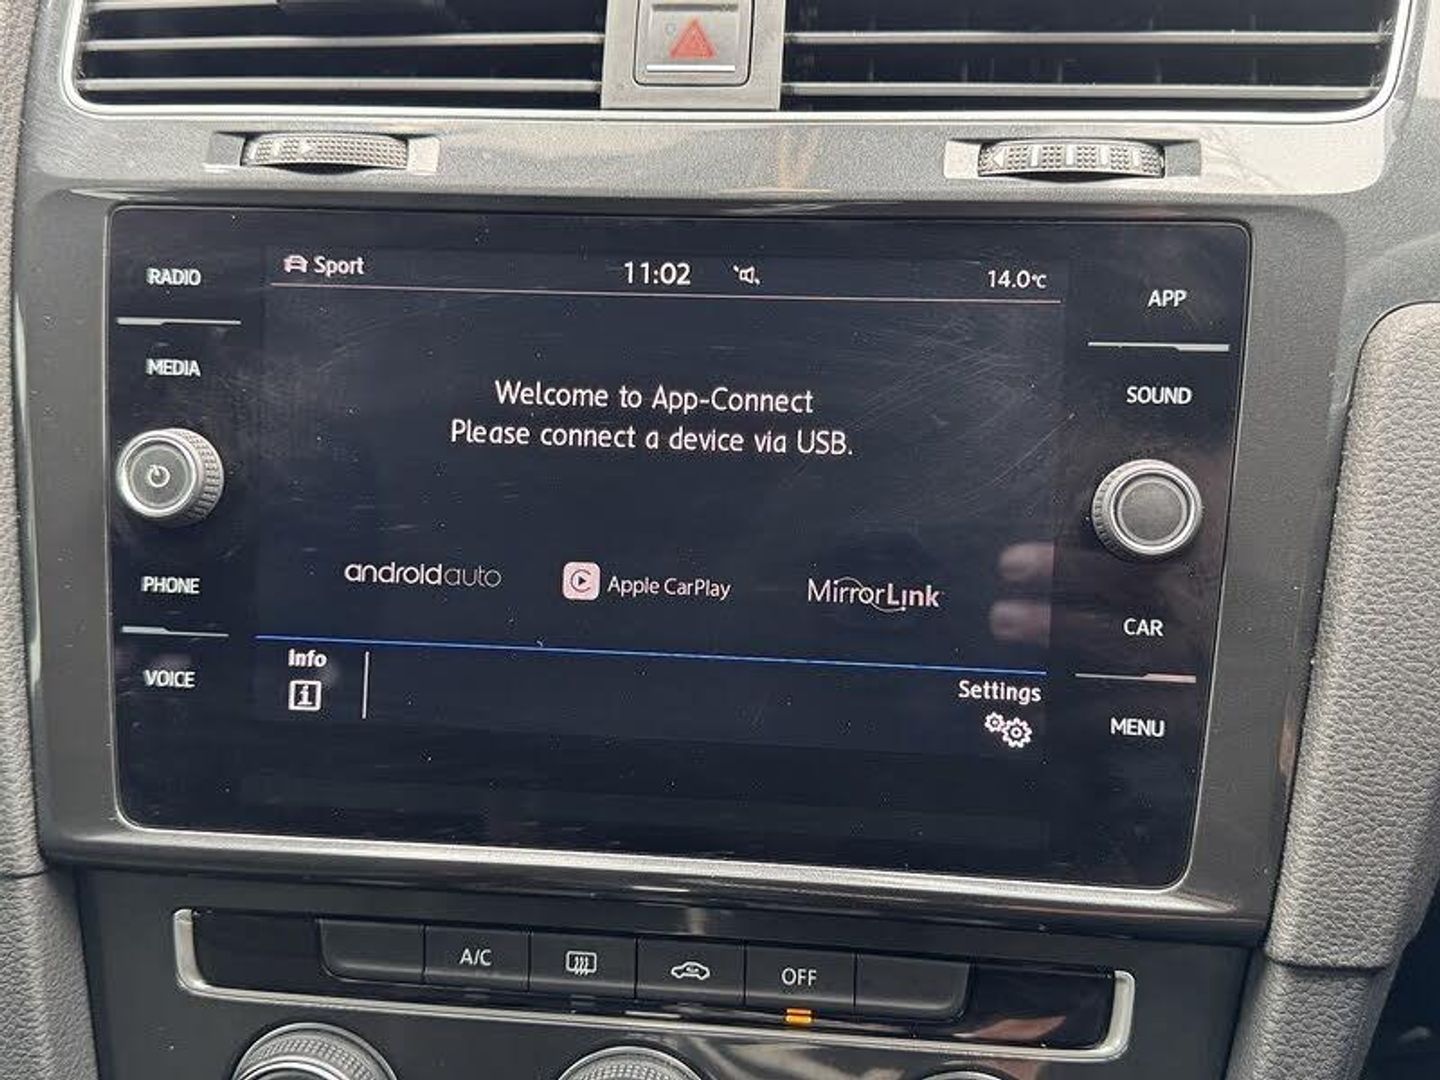 Sport 11:02 14.0°C
RADIO
MEDIA
PHONE
VOICE
Welcome to App-Connect
Please connect a device via USB.
androidauto Apple CarPlay MirrorLink
Info
Settings
APP
SOUND
CAR
MENU
A/C OFF